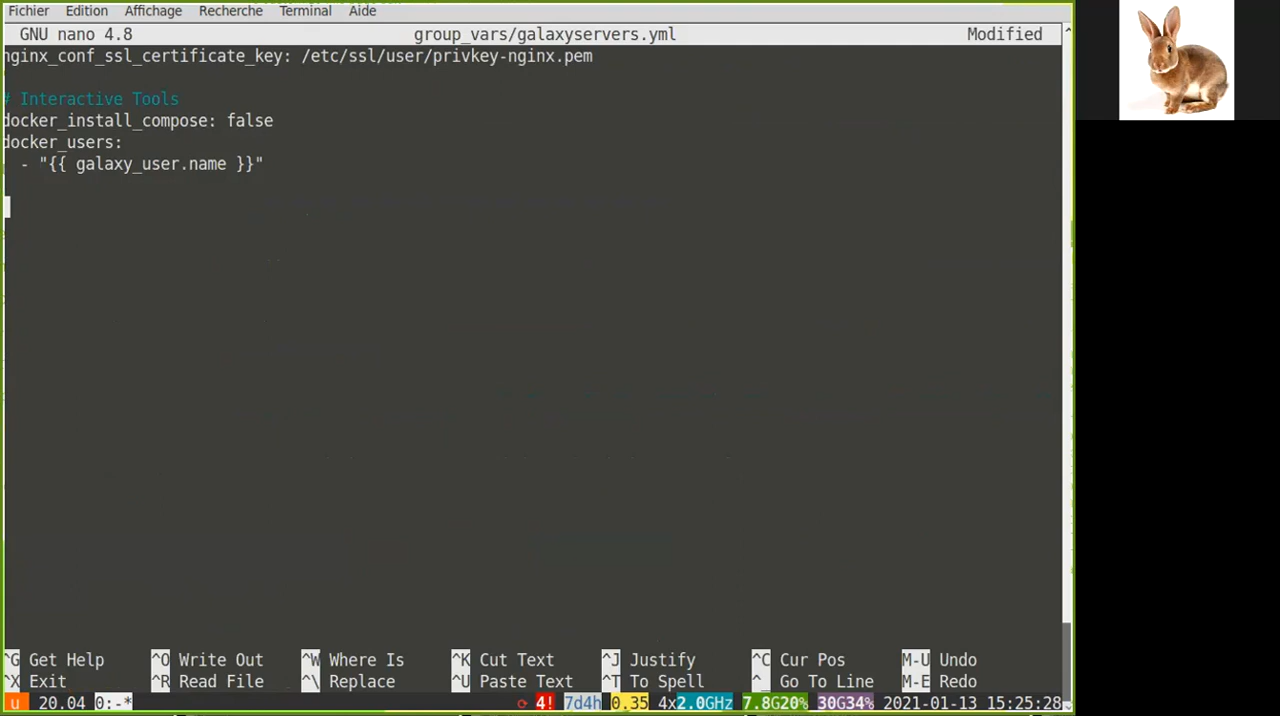 Fichier Edition Affichage Recherche Terminal Aide
GNU nano 4.8 group_vars/galaxyservers.yml Modified
nginx_conf_ssl_certificate_key: /etc/ssl/user/privkey-nginx.pem
# Interactive Tools
docker_install_compose: false
docker_users:
- "{{ galaxy_user.name }}"
^G Get Help ^O Write Out ^W Where Is ^K Cut Text ^J Justify ^C Cur Pos M-U Undo
^X Exit ^R Read File ^\ Replace ^U Paste Text ^T To Spell ^_ Go To Line M-E Redo
u 20.04 0:-* 4! 7d4h 0.35 4x2.0GHz 7.8G20% 30G34% 2021-01-13 15:25:28